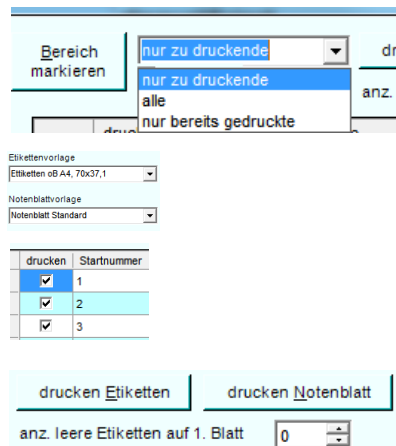 Bereich markieren
nur zu druckende
dr
nur zu druckende
alle
nur bereits gedruckte
anz.
Etikettenvorlage
Ettiketten oB A4, 70x37,1
Notenblattvorlage
Notenblatt Standard
drucken Startnummer
1
2
3
drucken Etiketten drucken Notenblatt
anz. leere Etiketten auf 1. Blatt 0